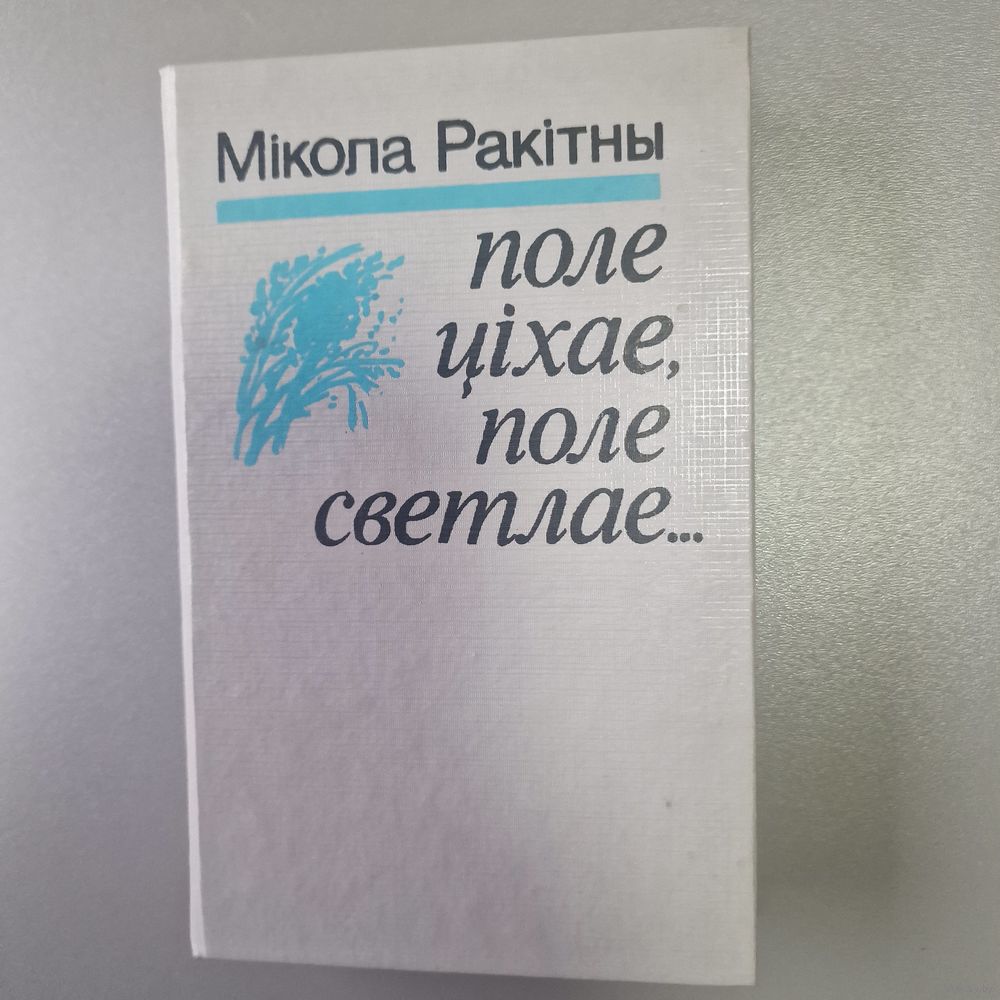 Мікола Ракітны
поле
ціхае,
поле
светлае...